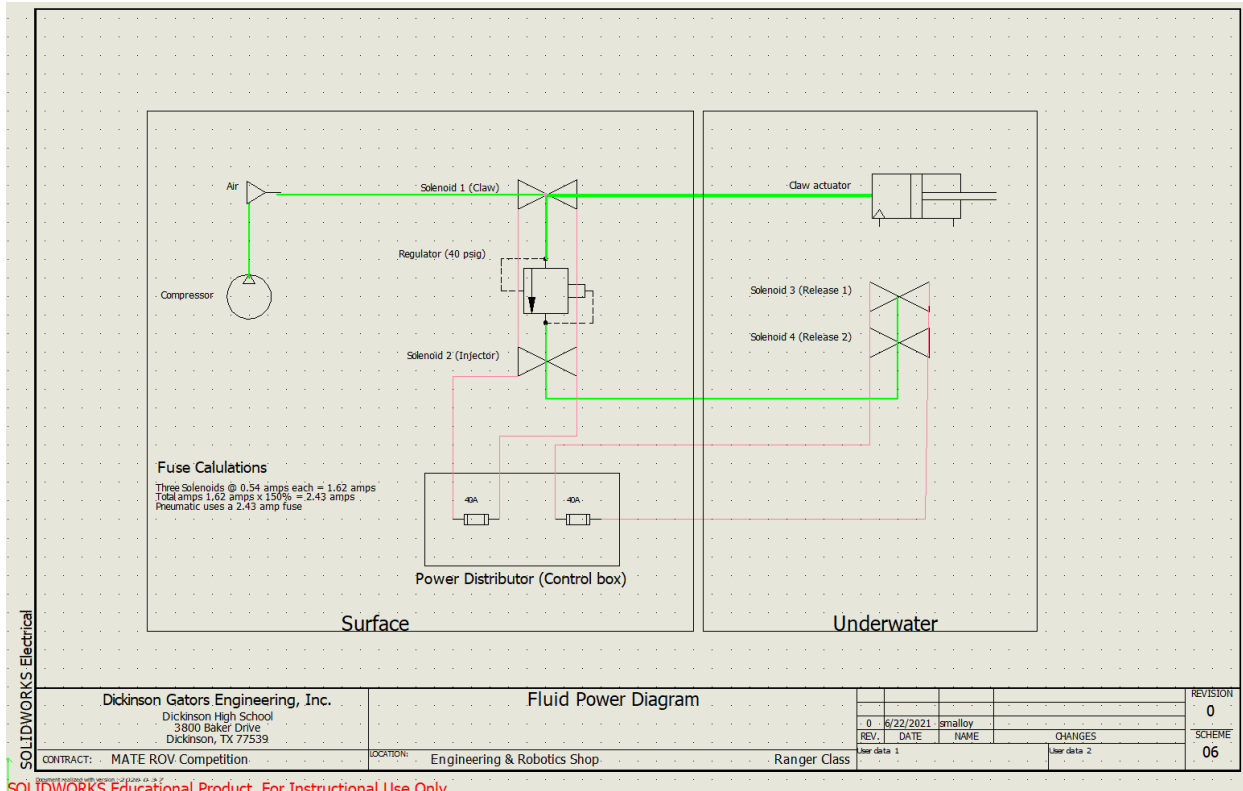 Air
Solenoid 1 (Claw)
Claw actuator
Regulator (40 psig)
Compressor
Solenoid 3 (Release 1)
Solenoid 4 (Release 2)
Solenoid 2 (Injector)
Fuse Calulations
Three Solenoids @ 0.54 amps each = 1.62 amps
Total amps 1.62 amps x 150% = 2.43 amps
Pneumatic uses a 2.43 amp fuse
40A
40A
Power Distributor (Control box)
Surface
Underwater
SOLIDWORKS Electrical
Dickinson Gators Engineering, Inc.
Dickinson High School
3800 Baker Drive
Dickinson, TX 77539
CONTRACT: MATE ROV Competition
Fluid Power Diagram
LOCATION: Engineering & Robotics Shop Ranger Class
0 6/22/2021 smalloy
REV. DATE NAME CHANGES
User data 1 User data 2
REVISION
0
SCHEME
06
Document realized with version :
SOLIDWORKS Educational Product. For Instructional Use Only